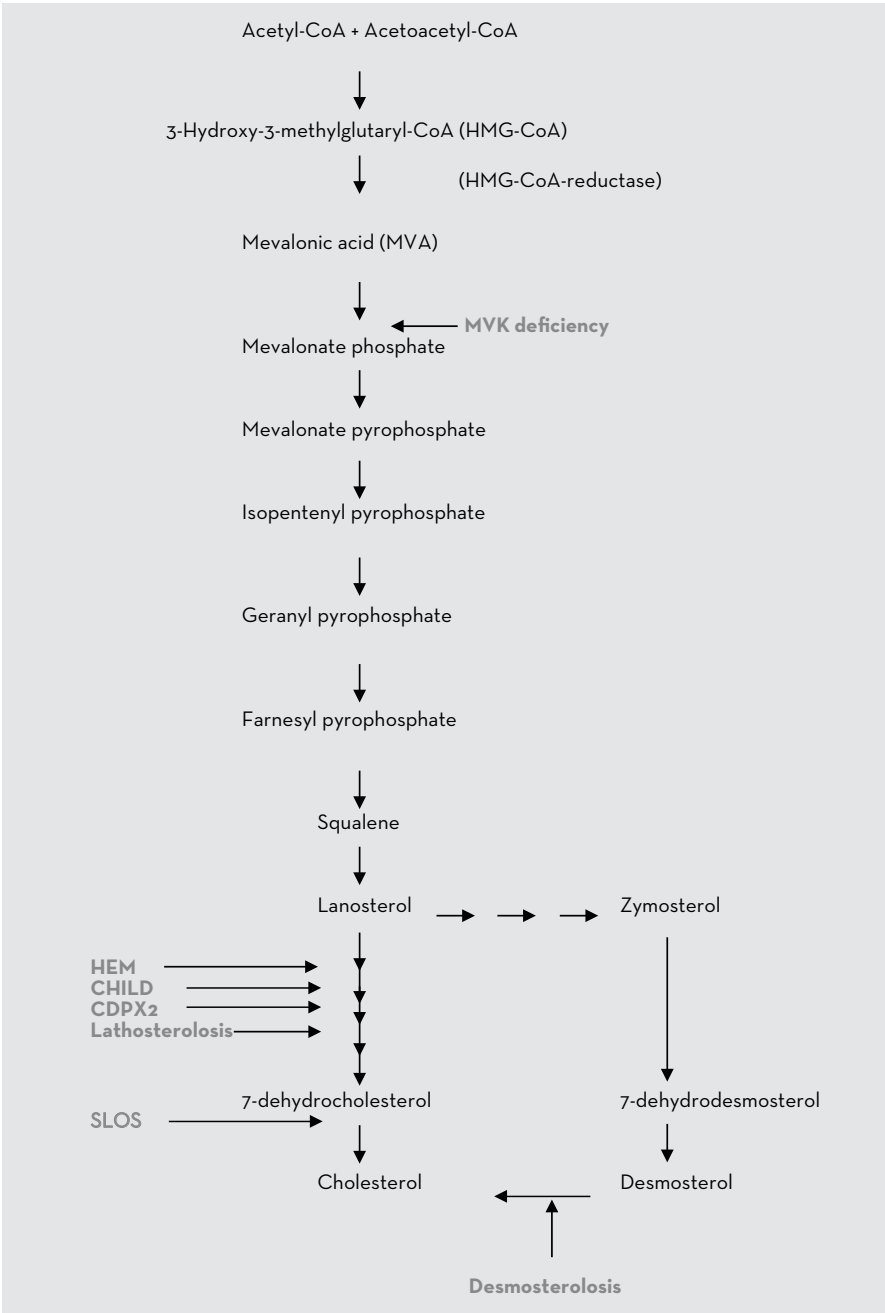 Acetyl-CoA + Acetoacetyl-CoA
3-Hydroxy-3-methylglutaryl-CoA (HMG-CoA)
(HMG-CoA-reductase)
Mevalonic acid (MVA)
MVK deficiency
Mevalonate phosphate
Mevalonate pyrophosphate
Isopentenyl pyrophosphate
Geranyl pyrophosphate
Farnesyl pyrophosphate
Squalene
Lanosterol
Zymosterol
HEM
CHILD
CDPX2
Lathosterolosis
7-dehydrocholesterol
7-dehydrodesmosterol
SLOS
Cholesterol
Desmosterol
Desmosterolosis